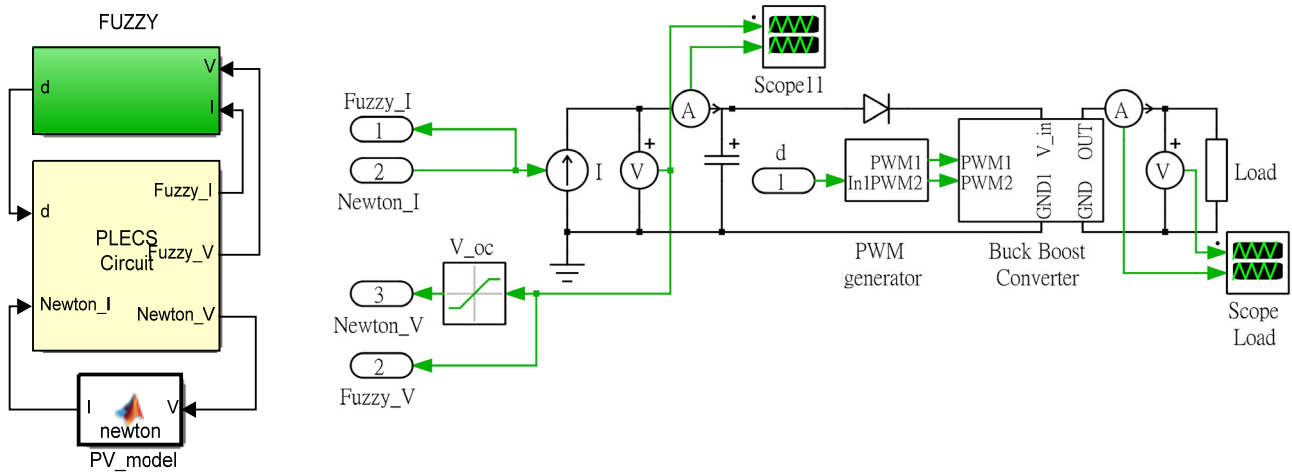 FUZZY
V
d
I
Fuzzy_I
d
PLECS
Circuit
Fuzzy_V
Newton_I
Newton_V
I
V
newton
PV_model
Fuzzy_I
1
2
Newton_I
I
V
+
A
Scope11
+
d
1
PWM1
In1PWM2
PWM
generator
PWM1
PWM2
V_in
GND1
OUT
GND
Buck Boost
Converter
A
V
+
Load
Scope
Load
V_oc
3
Newton_V
2
Fuzzy_V